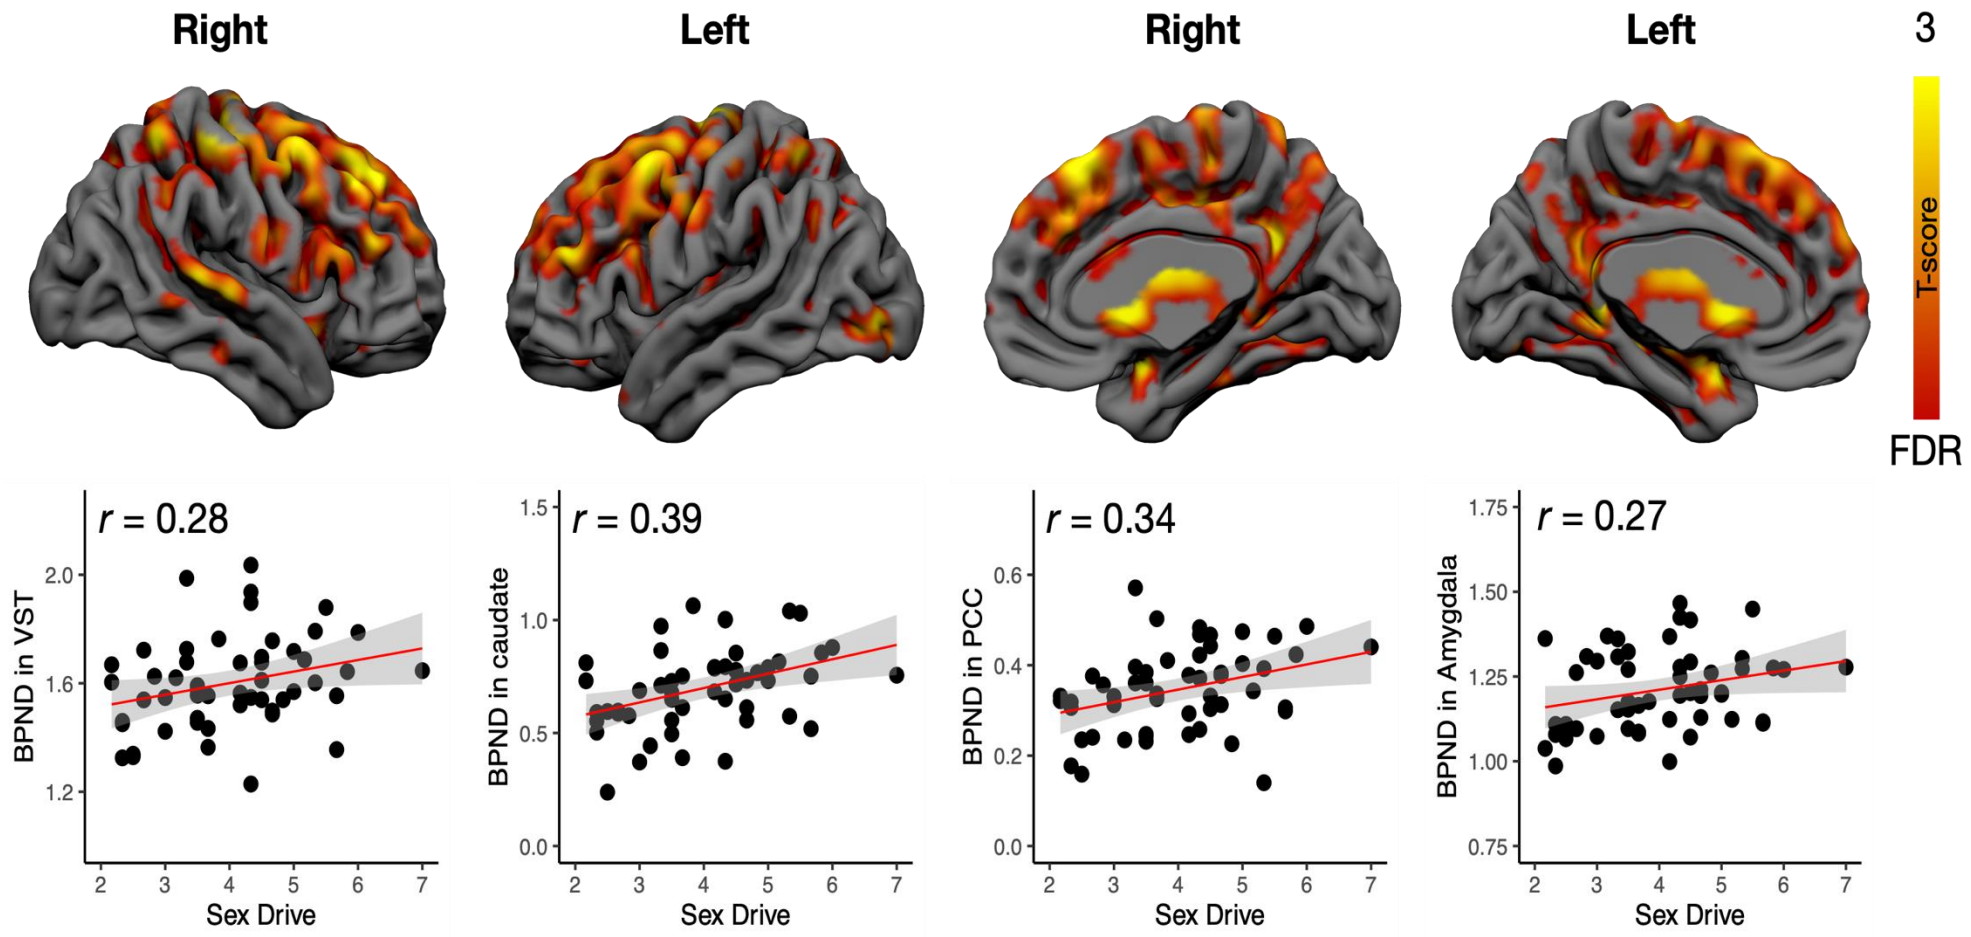 Right
Left
Right
Left
3
T-score
FDR
r = 0.28
BPND in VST
2.0
1.6
1.2
2 3 4 5 6 7
Sex Drive
r = 0.39
BPND in caudate
1.5
1.0
0.5
0.0
2 3 4 5 6 7
Sex Drive
r = 0.34
BPND in PCC
0.6
0.4
0.2
0.0
2 3 4 5 6 7
Sex Drive
r = 0.27
BPND in Amygdala
1.75
1.50
1.25
1.00
0.75
2 3 4 5 6 7
Sex Drive